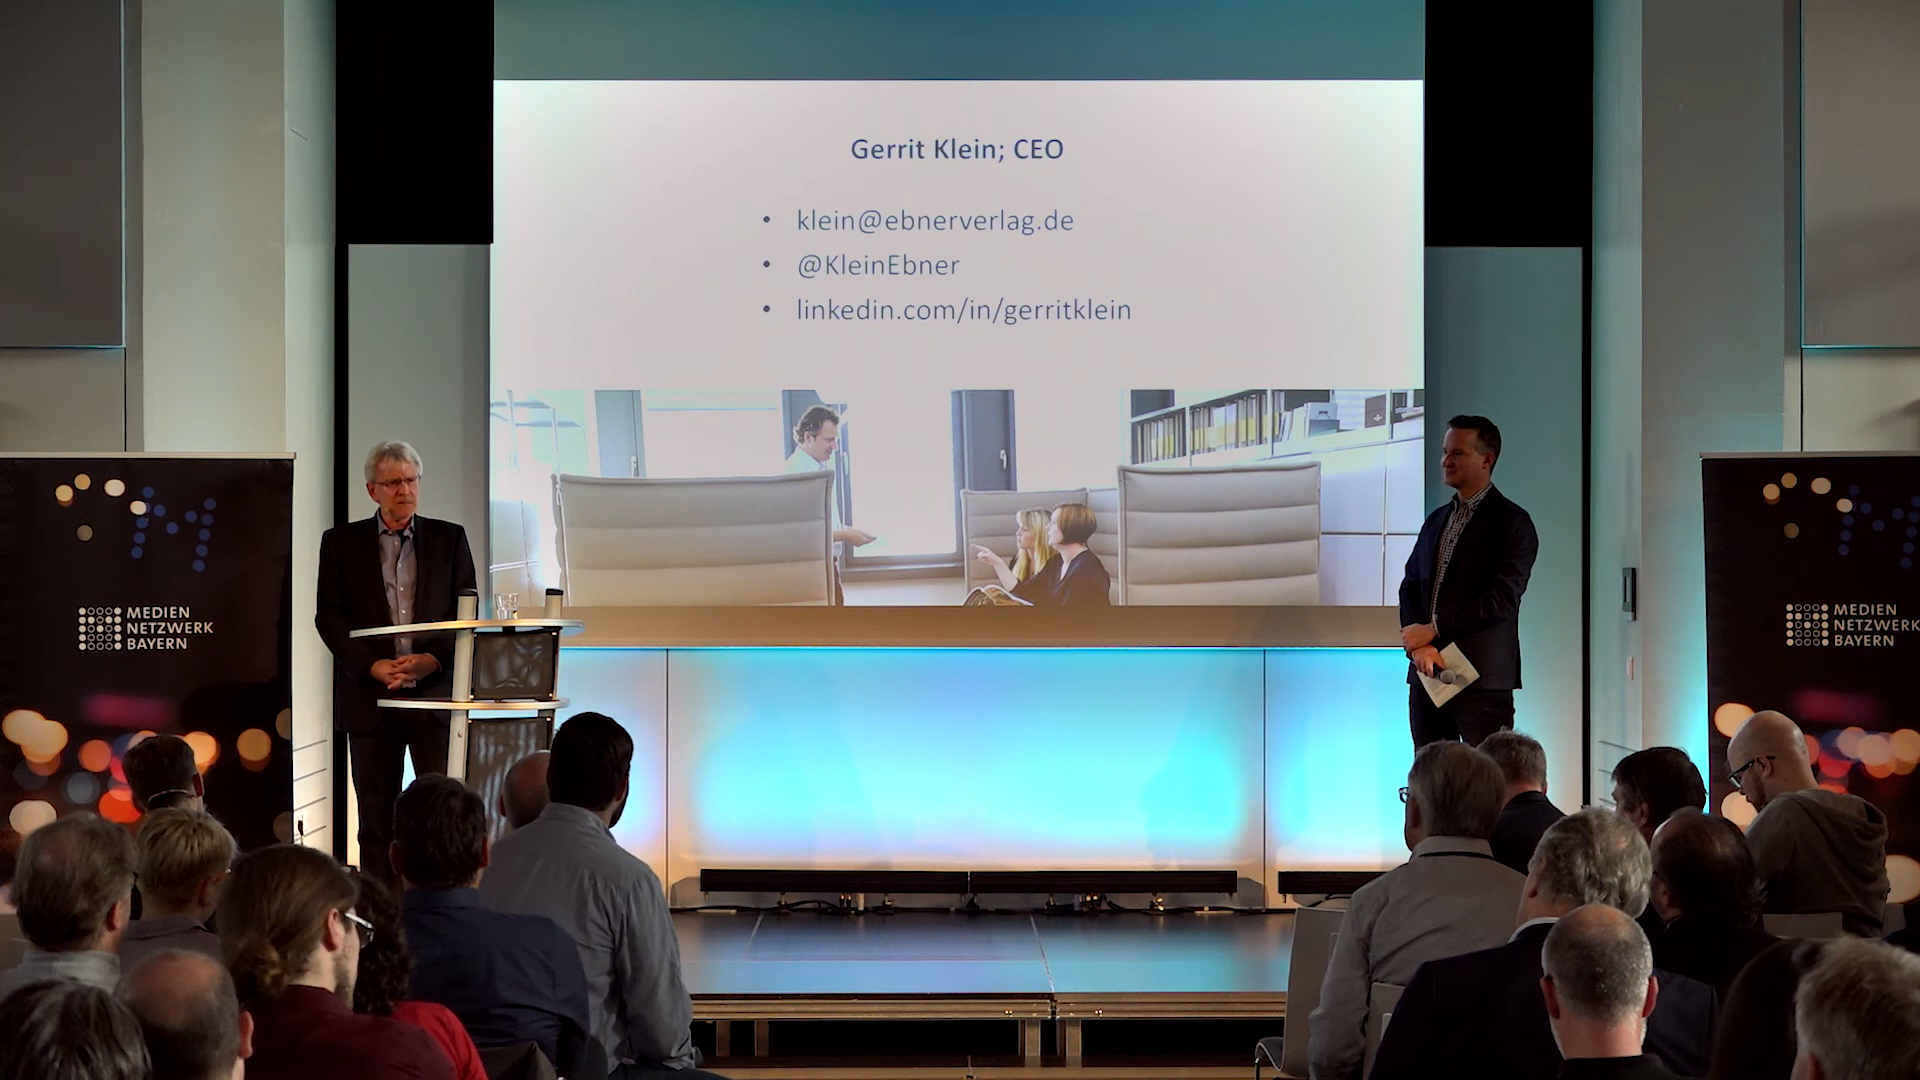 Gerrit Klein; CEO
• klein@ebnerverlag.de
• @KleinEbner
• linkedin.com/in/gerritklein
MEDIEN
NETZWERK
BAYERN
MEDIEN
NETZWERK
BAYERN